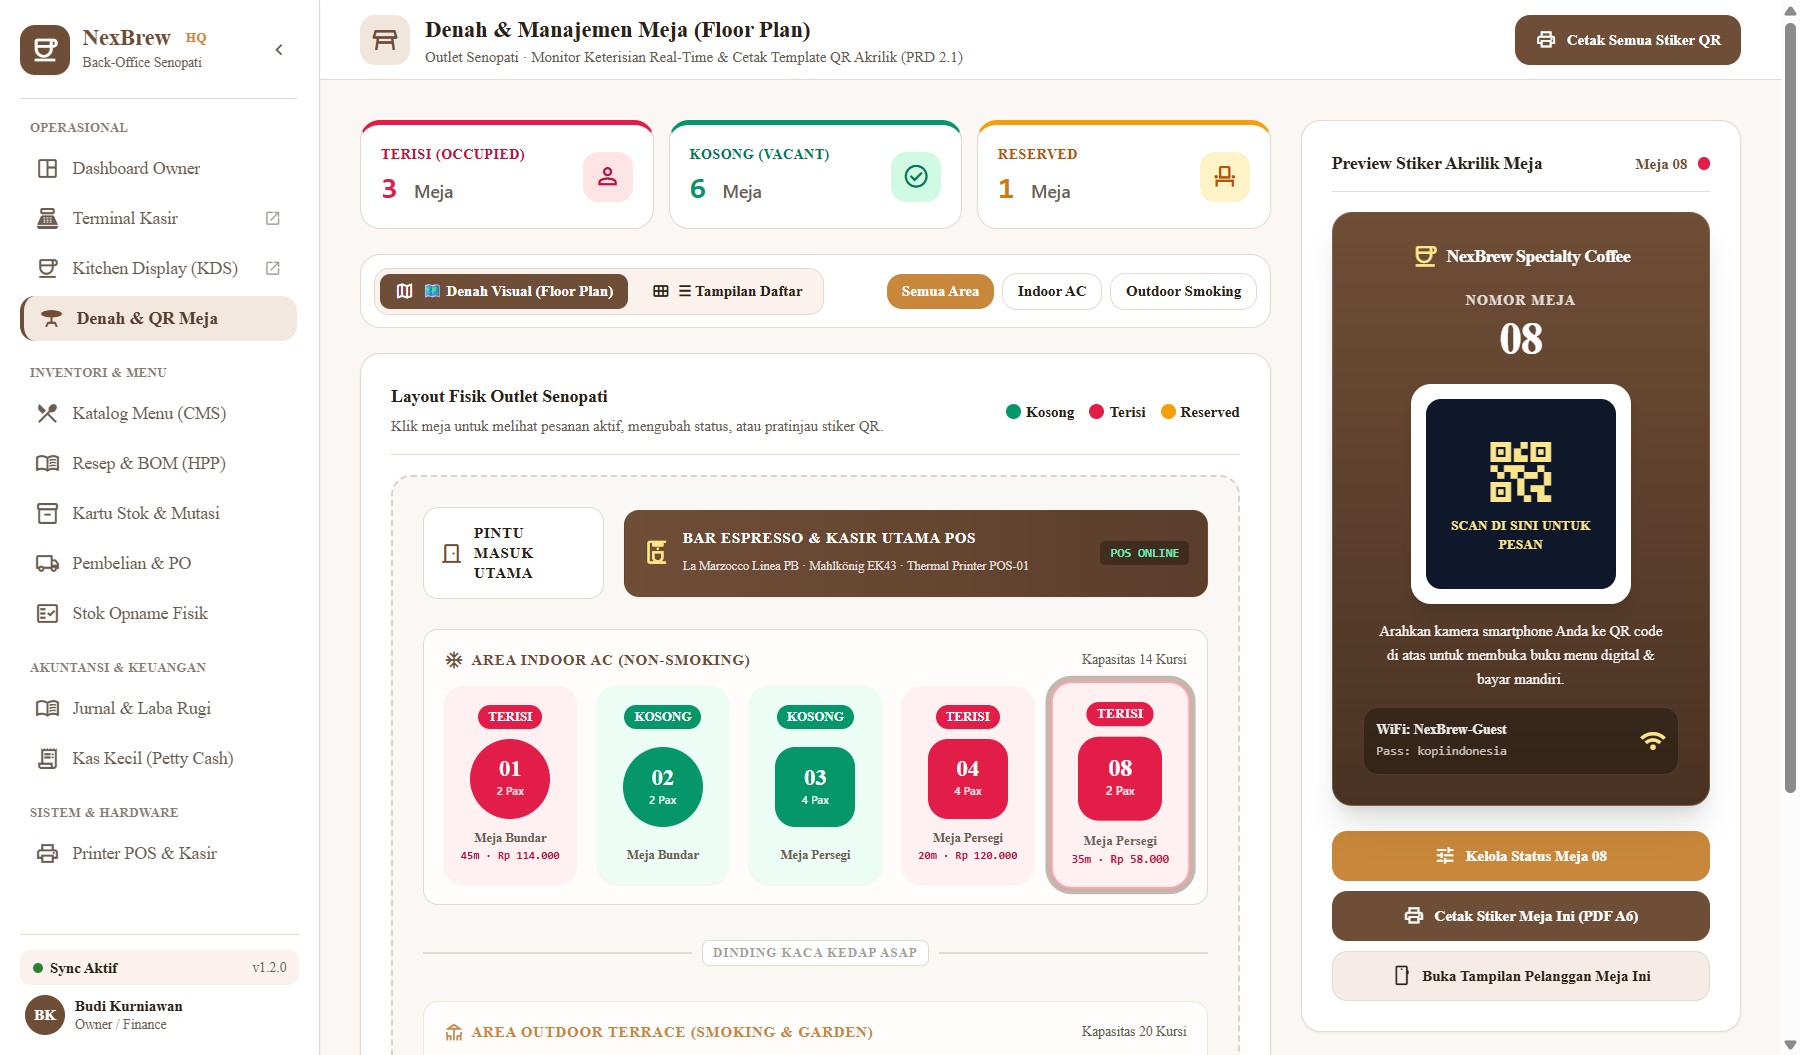 NexBrew HQ
Back-Office Senopati
OPERASIONAL
Dashboard Owner
Terminal Kasir
Kitchen Display (KDS)
Denah & QR Meja
INVENTORI & MENU
Katalog Menu (CMS)
Resep & BOM (HPP)
Kartu Stok & Mutasi
Pembelian & PO
Stok Opname Fisik
AKUNTANSI & KEUANGAN
Jurnal & Laba Rugi
Kas Kecil (Petty Cash)
SISTEM & HARDWARE
Printer POS & Kasir
Sync Aktif v1.2.0
BK
Budi Kurniawan
Owner / Finance
Denah & Manajemen Meja (Floor Plan)
Outlet Senopati · Monitor Keterisian Real-Time & Cetak Template QR Akrilik (PRD 2.1)
Cetak Semua Stiker QR
TERISI (OCCUPIED)
3 Meja
KOSONG (VACANT)
6 Meja
RESERVED
1 Meja
Denah Visual (Floor Plan)
☰ Tampilan Daftar
Semua Area
Indoor AC
Outdoor Smoking
Layout Fisik Outlet Senopati
Klik meja untuk melihat pesanan aktif, mengubah status, atau pratinjau stiker QR.
Kosong
Terisi
Reserved
PINTU
MASUK
UTAMA
BAR ESPRESSO & KASIR UTAMA POS
La Marzocco Linea PB · Mahlkönig EK43 · Thermal Printer POS-01
POS ONLINE
AREA INDOOR AC (NON-SMOKING)
Kapasitas 14 Kursi
TERISI
01
2 Pax
Meja Bundar
45m · Rp 114.000
KOSONG
02
2 Pax
Meja Bundar
KOSONG
03
4 Pax
Meja Persegi
TERISI
04
4 Pax
Meja Persegi
20m · Rp 120.000
TERISI
08
2 Pax
Meja Persegi
35m · Rp 58.000
DINDING KACA KEDAP ASAP
AREA OUTDOOR TERRACE (SMOKING & GARDEN)
Kapasitas 20 Kursi
Preview Stiker Akrilik Meja
Meja 08
NexBrew Specialty Coffee
NOMOR MEJA
08
SCAN DI SINI UNTUK
PESAN
Arahkan kamera smartphone Anda ke QR code
di atas untuk membuka buku menu digital &
bayar mandiri.
WiFi: NexBrew-Guest
Pass: kopiindonesia
Kelola Status Meja 08
Cetak Stiker Meja Ini (PDF A6)
Buka Tampilan Pelanggan Meja Ini